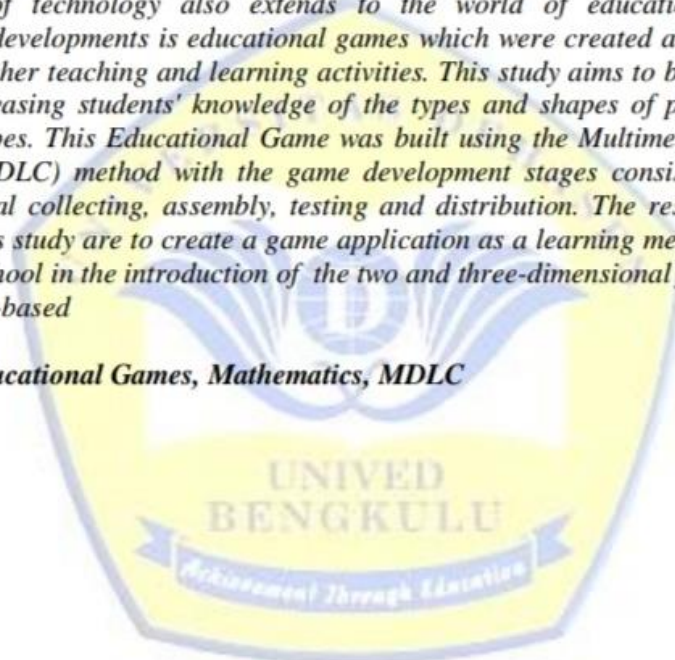 of technology also extends to the world of educati
developments is educational games which were created a
her teaching and learning activities. This study aims to b
easing students' knowledge of the types and shapes of p
pes. This Educational Game was built using the Multime
DLC) method with the game development stages consi
al collecting, assembly, testing and distribution. The re
s study are to create a game application as a learning me
hool in the introduction of the two and three-dimensional
-based
ucational Games, Mathematics, MDLC
UNIVED
BENGKULU
Achievement Through Education